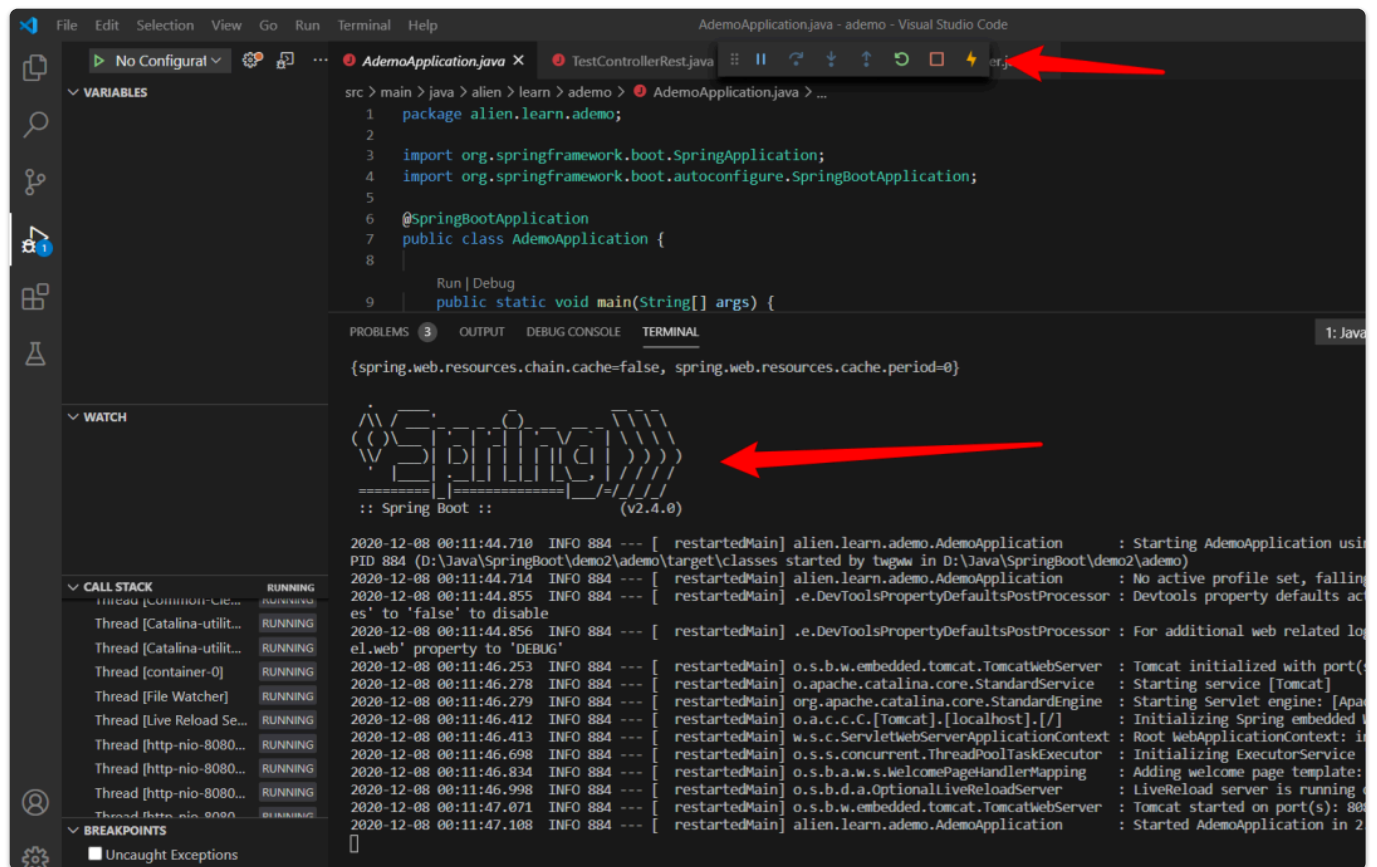 File Edit Selection View Go Run Terminal Help AdemoApplication.java - ademo - Visual Studio Code
No Configurat
AdemoApplication.java TestControllerRest.java
VARIABLES
src > main > java > alien > learn > ademo > AdemoApplication.java > ...
1 package alien.learn.ademo;
2
3 import org.springframework.boot.SpringApplication;
4 import org.springframework.boot.autoconfigure.SpringBootApplication;
5
6 @SpringBootApplication
7 public class AdemoApplication {
8
Run | Debug
9 public static void main(String[] args) {
PROBLEMS 3 OUTPUT DEBUG CONSOLE TERMINAL
1: Java
{spring.web.resources.chain.cache=false, spring.web.resources.cache.period=0}
Spring
:: Spring Boot :: (v2.4.0)
2020-12-08 00:11:44.710 INFO 884 --- [ restartedMain] alien.learn.ademo.AdemoApplication : Starting AdemoApplication usin
PID 884 (D:\Java\SpringBoot\demo2\ademo\target\classes started by twgww in D:\Java\SpringBoot\demo2\ademo)
2020-12-08 00:11:44.714 INFO 884 --- [ restartedMain] alien.learn.ademo.AdemoApplication : No active profile set, falling
2020-12-08 00:11:44.855 INFO 884 --- [ restartedMain] .e.DevToolsPropertyDefaultsPostProcessor : Devtools property defaults act
es' to 'false' to disable
2020-12-08 00:11:44.856 INFO 884 --- [ restartedMain] .e.DevToolsPropertyDefaultsPostProcessor : For additional web related log
el.web' property to 'DEBUG'
2020-12-08 00:11:46.253 INFO 884 --- [ restartedMain] o.s.b.w.embedded.tomcat.TomcatWebServer : Tomcat initialized with port(s
2020-12-08 00:11:46.278 INFO 884 --- [ restartedMain] o.apache.catalina.core.StandardService : Starting service [Tomcat]
2020-12-08 00:11:46.279 INFO 884 --- [ restartedMain] org.apache.catalina.core.StandardEngine : Starting Servlet engine: [Apac
2020-12-08 00:11:46.412 INFO 884 --- [ restartedMain] o.a.c.c.C.[Tomcat].[localhost].[/] : Initializing Spring embedded W
2020-12-08 00:11:46.413 INFO 884 --- [ restartedMain] w.s.c.ServletWebServerApplicationContext : Root WebApplicationContext: in
2020-12-08 00:11:46.698 INFO 884 --- [ restartedMain] o.s.s.concurrent.ThreadPoolTaskExecutor : Initializing ExecutorService
2020-12-08 00:11:46.834 INFO 884 --- [ restartedMain] o.s.b.a.w.s.WelcomePageHandlerMapping : Adding welcome page template:
2020-12-08 00:11:46.998 INFO 884 --- [ restartedMain] o.s.b.d.a.OptionalLiveReloadServer : LiveReload server is running o
2020-12-08 00:11:47.071 INFO 884 --- [ restartedMain] o.s.b.w.embedded.tomcat.TomcatWebServer : Tomcat started on port(s): 808
2020-12-08 00:11:47.108 INFO 884 --- [ restartedMain] alien.learn.ademo.AdemoApplication : Started AdemoApplication in 2
WATCH
CALL STACK RUNNING
Thread [Common-Cle... RUNNING
Thread [Catalina-utilit... RUNNING
Thread [Catalina-utilit... RUNNING
Thread [container-0] RUNNING
Thread [File Watcher] RUNNING
Thread [Live Reload Se... RUNNING
Thread [http-nio-8080... RUNNING
Thread [http-nio-8080... RUNNING
Thread [http-nio-8080... RUNNING
Thread [http-nio-8080... RUNNING
BREAKPOINTS
Uncaught Exceptions
1